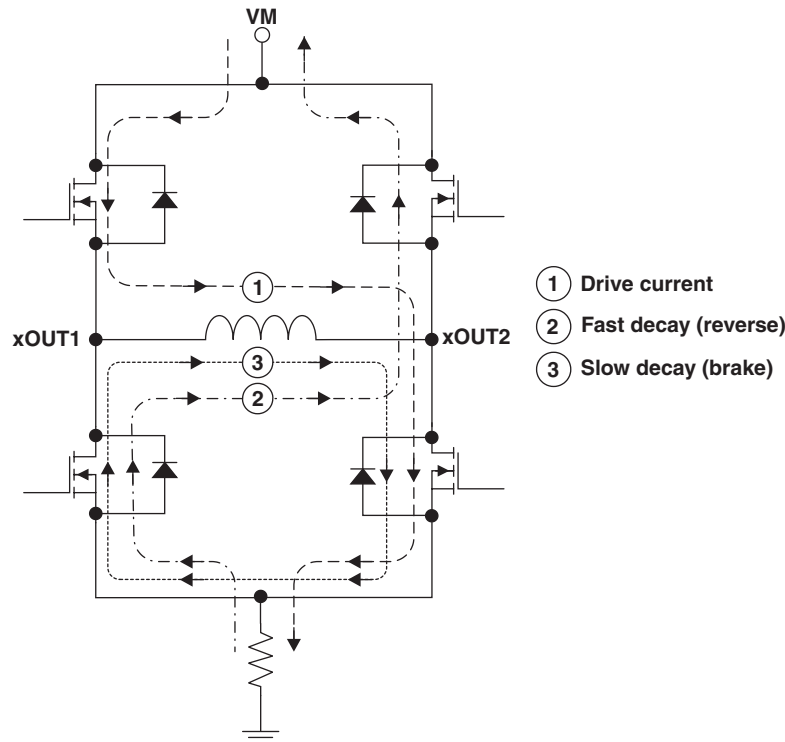 VM
1
xOUT1
xOUT2
3
2
1 Drive current
2 Fast decay (reverse)
3 Slow decay (brake)